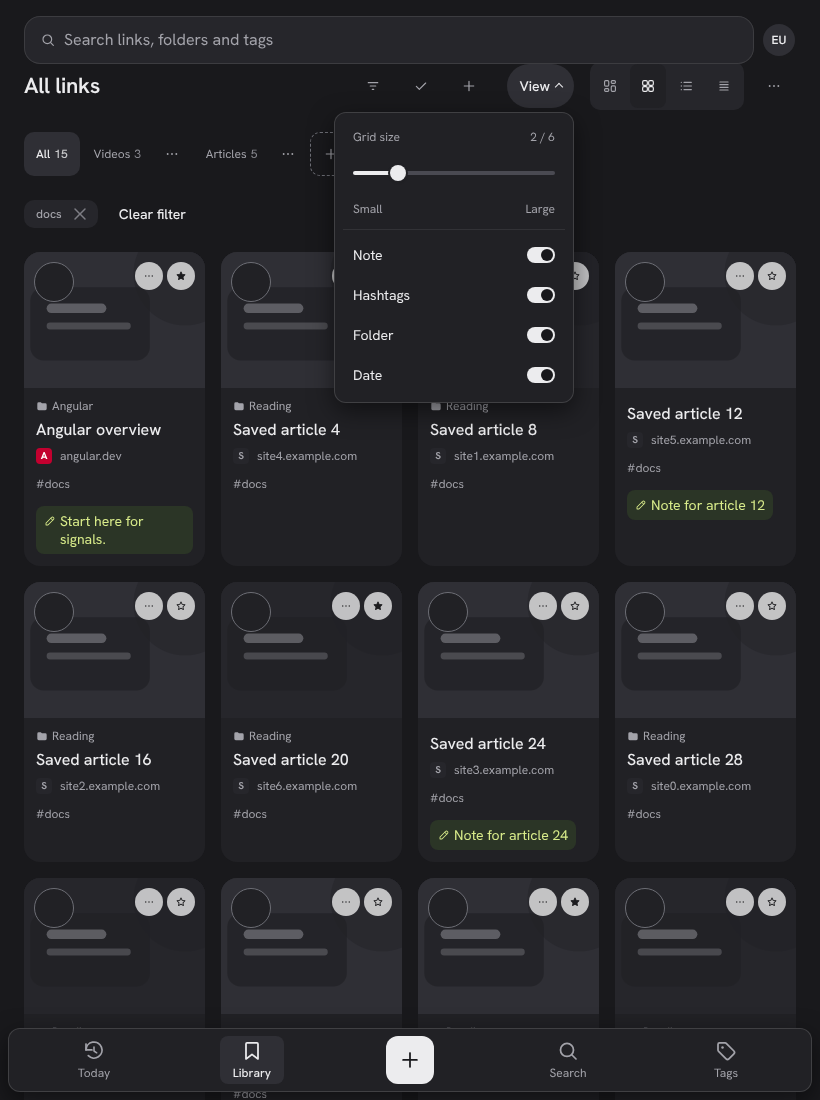 Search links, folders and tags
EU
All links
View
Grid size 2 / 6
Small Large
Note
Hashtags
Folder
Date
All 15 Videos 3 Articles 5
docs Clear filter
Angular
Angular overview
A angular.dev
#docs
Start here for
signals.
Reading
Saved article 4
S site4.example.com
#docs
Reading
Saved article 8
S site1.example.com
#docs
Saved article 12
S site5.example.com
#docs
Note for article 12
Reading
Saved article 16
S site2.example.com
#docs
Reading
Saved article 20
S site6.example.com
#docs
Saved article 24
S site3.example.com
#docs
Note for article 24
Reading
Saved article 28
S site0.example.com
#docs
Today
Library
Search
Tags
#docs